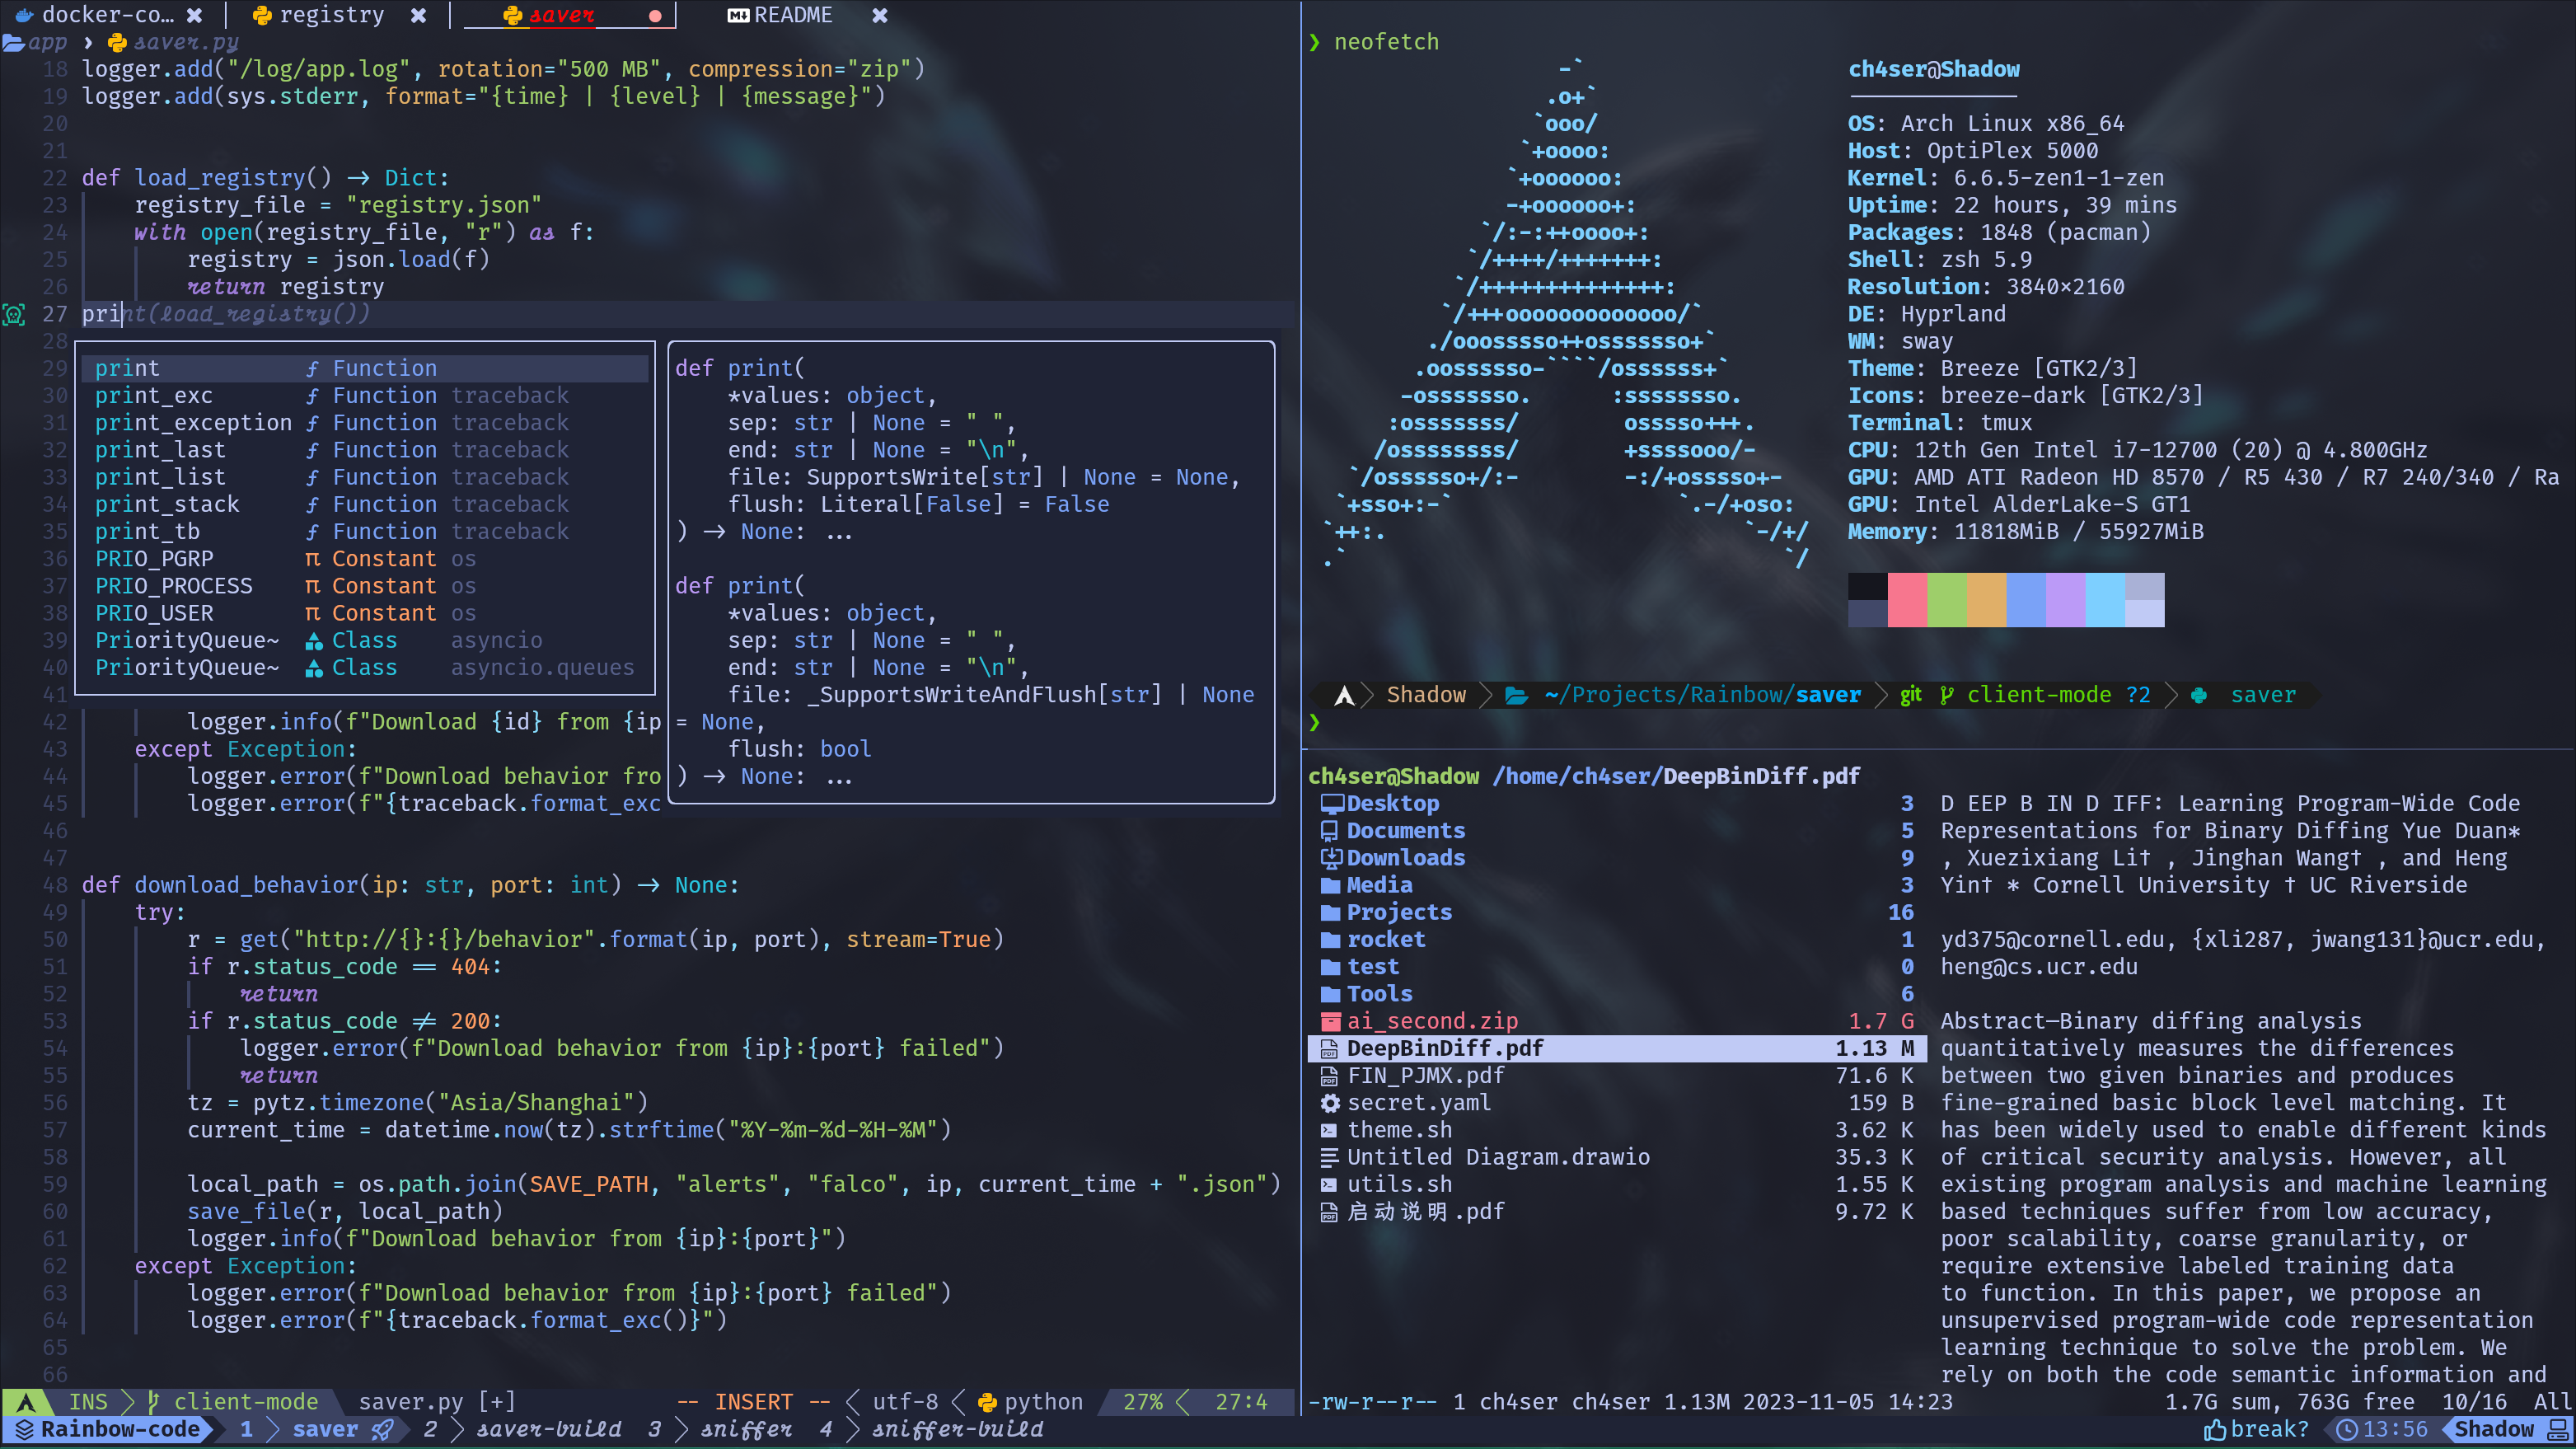 docker-co… registry saver README
app › saver.py
18 logger.add("/log/app.log", rotation="500 MB", compression="zip")
19 logger.add(sys.stderr, format="{time} | {level} | {message}")
20
21
22 def load_registry() -> Dict:
23 registry_file = "registry.json"
24 with open(registry_file, "r") as f:
25 registry = json.load(f)
26 return registry
27 print(load_registry())
28
29
30
31
32
33
34
35
36
37
38
39
40
41
print Function
print_exc Function traceback
print_exception Function traceback
print_last Function traceback
print_list Function traceback
print_stack Function traceback
print_tb Function traceback
PRIO_PGRP π Constant os
PRIO_PROCESS π Constant os
PRIO_USER π Constant os
PriorityQueue~ Class asyncio
PriorityQueue~ Class asyncio.queues
def print(
*values: object,
sep: str | None = " ",
end: str | None = "\n",
file: SupportsWrite[str] | None = None,
flush: Literal[False] = False
) -> None: ...
def print(
*values: object,
sep: str | None = " ",
end: str | None = "\n",
file: _SupportsWriteAndFlush[str] | None
= None,
flush: bool
) -> None: ...
42 logger.info(f"Download {id} from {ip
43 except Exception:
44 logger.error(f"Download behavior fro
45 logger.error(f"{traceback.format_exc
46
47
48 def download_behavior(ip: str, port: int) -> None:
49 try:
50 r = get("http://{}:{}/behavior".format(ip, port), stream=True)
51 if r.status_code == 404:
52 return
53 if r.status_code != 200:
54 logger.error(f"Download behavior from {ip}:{port} failed")
55 return
56 tz = pytz.timezone("Asia/Shanghai")
57 current_time = datetime.now(tz).strftime("%Y-%m-%d-%H-%M")
58
59 local_path = os.path.join(SAVE_PATH, "alerts", "falco", ip, current_time + ".json")
60 save_file(r, local_path)
61 logger.info(f"Download behavior from {ip}:{port}")
62 except Exception:
63 logger.error(f"Download behavior from {ip}:{port} failed")
64 logger.error(f"{traceback.format_exc()}")
65
66
INS client-mode saver.py [+] -- INSERT -- utf-8 python 27% 27:4
❯ neofetch
-`
.o+`
`ooo/
`+oooo:
`+oooooo:
-+oooooo+:
`/:-:++oooo+:
`/++++/+++++++:
`/++++++++++++++:
`/+++ooooooooooooo/`
./ooosssso++osssssso+`
.oossssso-````/ossssss+`
-osssssso. :ssssssso.
:osssssss/ osssso+++.
/ossssssss/ +ssssooo/-
`/ossssso+/:- -:/+osssso+-
`+sso+:-` `.-/+oso:
`++:. `-/+/
.` `/
ch4ser@Shadow
-------------
OS: Arch Linux x86_64
Host: OptiPlex 5000
Kernel: 6.6.5-zen1-1-zen
Uptime: 22 hours, 39 mins
Packages: 1848 (pacman)
Shell: zsh 5.9
Resolution: 3840×2160
DE: Hyprland
WM: sway
Theme: Breeze [GTK2/3]
Icons: breeze-dark [GTK2/3]
Terminal: tmux
CPU: 12th Gen Intel i7-12700 (20) @ 4.800GHz
GPU: AMD ATI Radeon HD 8570 / R5 430 / R7 240/340 / Ra
GPU: Intel AlderLake-S GT1
Memory: 11818MiB / 55927MiB
Shadow ~/Projects/Rainbow/saver git client-mode ?2 saver
❯
ch4ser@Shadow /home/ch4ser/DeepBinDiff.pdf
Desktop 3
Documents 5
Downloads 9
Media 3
Projects 16
rocket 1
test 0
Tools 6
ai_second.zip 1.7 G
DeepBinDiff.pdf 1.13 M
FIN_PJMX.pdf 71.6 K
secret.yaml 159 B
theme.sh 3.62 K
Untitled Diagram.drawio 35.3 K
utils.sh 1.55 K
启动说明.pdf 9.72 K
D EEP B IN D IFF: Learning Program-Wide Code
Representations for Binary Diffing Yue Duan*
, Xuezixiang Li† , Jinghan Wang† , and Heng
Yin† * Cornell University † UC Riverside
yd375@cornell.edu, {xli287, jwang131}@ucr.edu,
heng@cs.ucr.edu
Abstract—Binary diffing analysis
quantitatively measures the differences
between two given binaries and produces
fine-grained basic block level matching. It
has been widely used to enable different kinds
of critical security analysis. However, all
existing program analysis and machine learning
based techniques suffer from low accuracy,
poor scalability, coarse granularity, or
require extensive labeled training data
to function. In this paper, we propose an
unsupervised program-wide code representation
learning technique to solve the problem. We
rely on both the code semantic information and
-rw-r--r-- 1 ch4ser ch4ser 1.13M 2023-11-05 14:23 1.7G sum, 763G free 10/16 All
Rainbow-code 1 saver 2 saver-build 3 sniffer 4 sniffer-build break? 13:56 Shadow